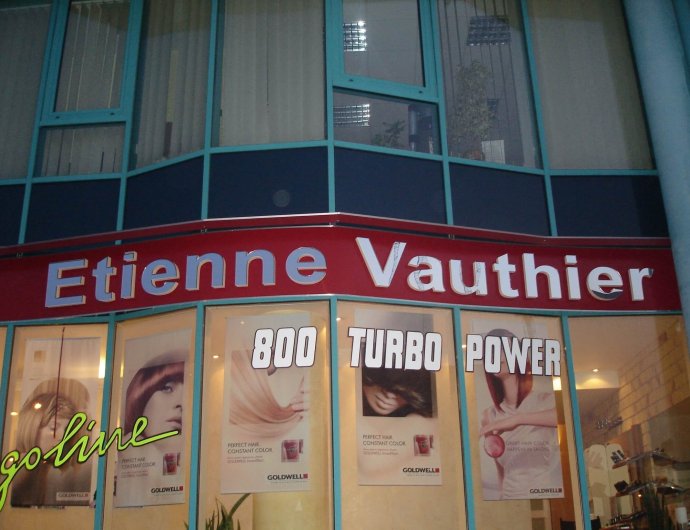 Etienne Vauthier
800 TURBO POWER
goline
PERFECT HAIR
CONSTANT COLOR.
GOLDWELL
PERFECT HAIR
CONSTANT COLOR.
GOLDWELL
PERFECT HAIR
CONSTANT COLOR.
GOLDWELL
GOLDWELL
GOLDWELL